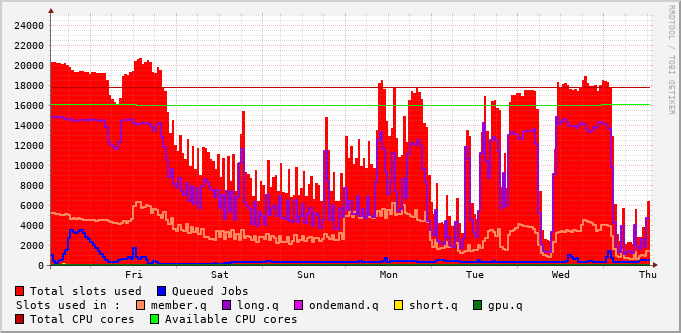 RRDTOOL / TOBI OETIKER
24000
22000
20000
18000
16000
14000
12000
10000
8000
6000
4000
2000
0
Fri Sat Sun Mon Tue Wed Thu
Total slots used Queued Jobs
Slots used in : member.q long.q ondemand.q short.q gpu.q
Total CPU cores Available CPU cores